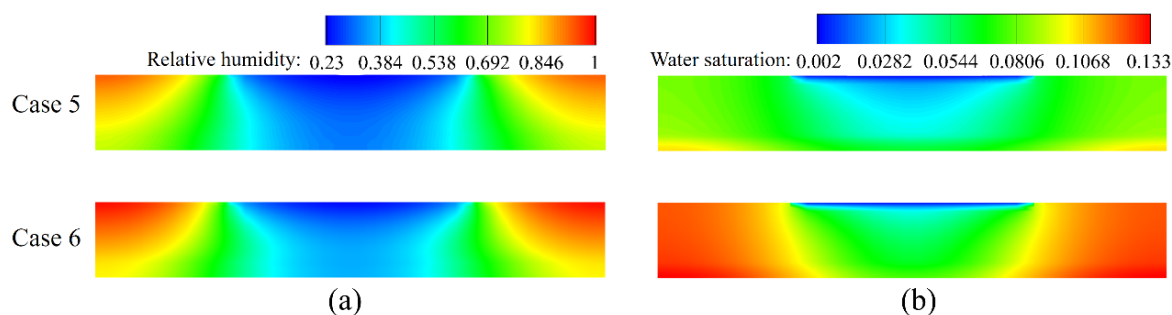 Relative humidity: 0.23 0.384 0.538 0.692 0.846 1
Water saturation: 0.002 0.0282 0.0544 0.0806 0.1068 0.133
Case 5
Case 6
(a)
(b)